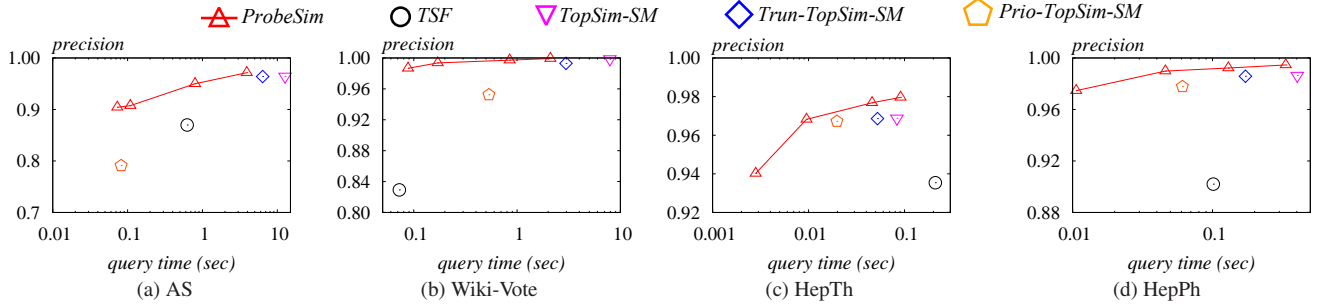 ProbeSim TSF TopSim-SM Trun-TopSim-SM Prio-TopSim-SM
precision
1.00
0.9
0.8
0.7
0.01 0.1 1 10
query time (sec)
(a) AS
precision
1.00
0.96
0.92
0.88
0.84
0.80
0.1 1 10
query time (sec)
(b) Wiki-Vote
precision
1.00
0.98
0.96
0.94
0.92
0.001 0.01 0.1
query time (sec)
(c) HepTh
precision
1.00
0.96
0.92
0.88
0.01 0.1
query time (sec)
(d) HepPh